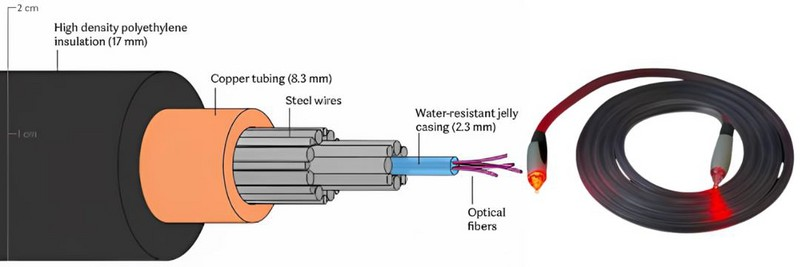 2 cm
High density polyethylene
insulation (17 mm)
Copper tubing (8.3 mm)
Steel wires
Water-resistant jelly
casing (2.3 mm)
1 cm
Optical
fibers